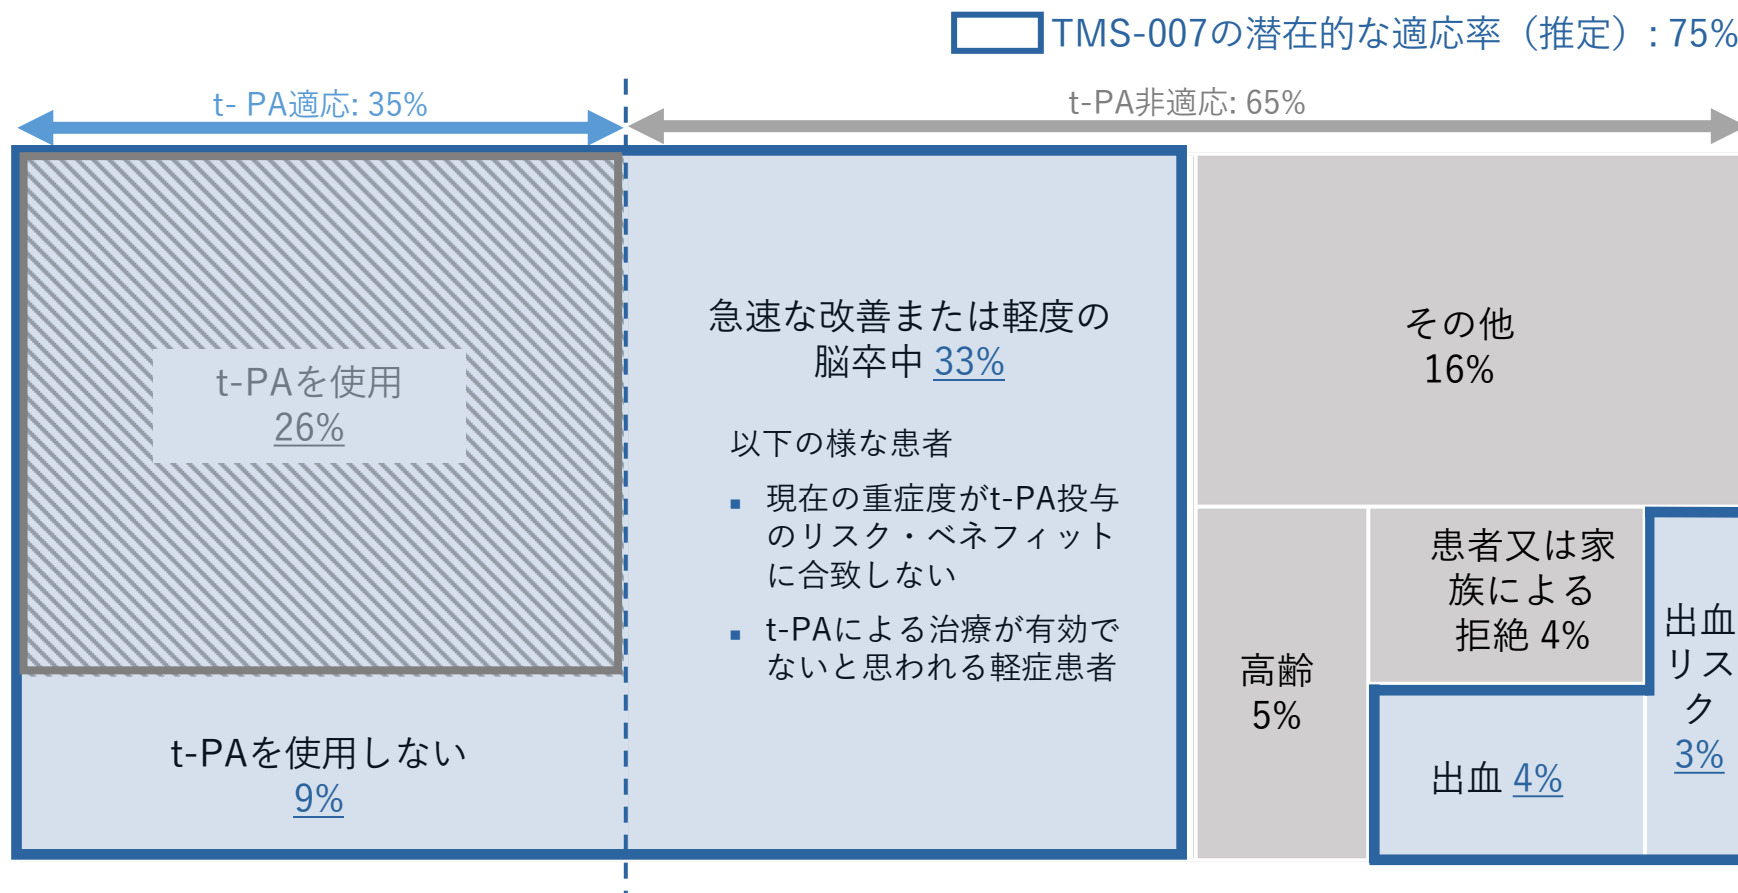 TMS-007の潜在的な適応率（推定）: 75%
t- PA適応: 35%
t-PA非適応: 65%
t-PAを使用
26%
t-PAを使用しない
9%
急速な改善または軽度の
脳卒中 33%
以下の様な患者
▪ 現在の重症度がt-PA投与
のリスク・ベネフィット
に合致しない
▪ t-PAによる治療が有効で
ないと思われる軽症患者
その他
16%
高齢
5%
患者又は家
族による
拒絶 4%
出血 4%
出血
リス
ク
3%